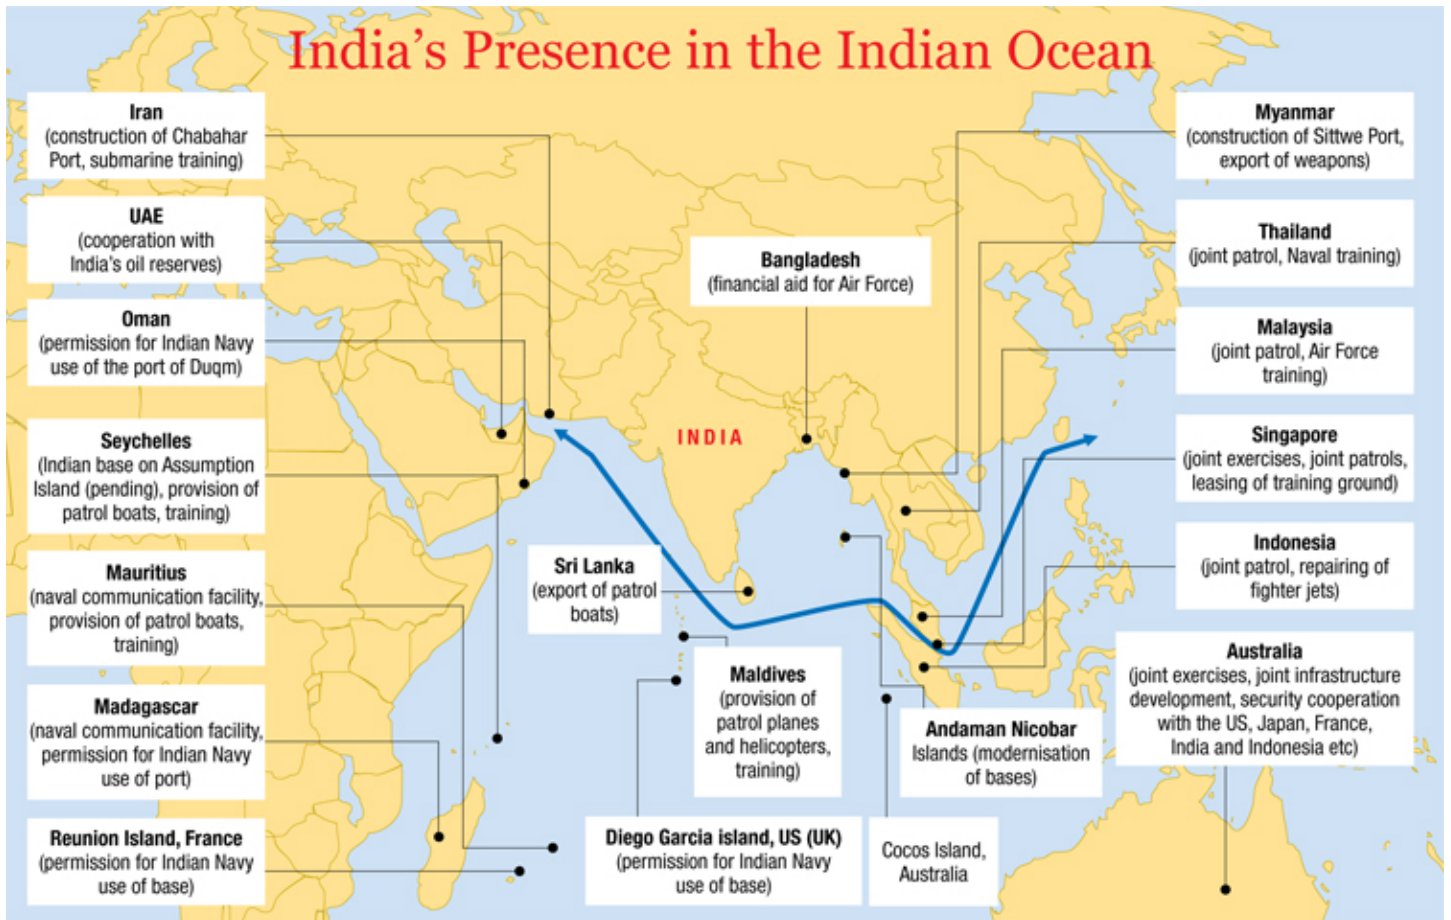 India's Presence in the Indian Ocean
Iran
(construction of Chabahar
Port, submarine training)
UAE
(cooperation with
India's oil reserves)
Oman
(permission for Indian Navy
use of the port of Duqm)
Seychelles
(Indian base on Assumption
Island (pending), provision of
patrol boats, training)
Mauritius
(naval communication facility,
provision of patrol boats,
training)
Madagascar
(naval communication facility,
permission for Indian Navy
use of port)
Reunion Island, France
(permission for Indian Navy
use of base)
Bangladesh
(financial aid for Air Force)
INDIA
Sri Lanka
(export of patrol
boats)
Maldives
(provision of
patrol planes
and helicopters,
training)
Diego Garcia island, US (UK)
(permission for Indian Navy
use of base)
Cocos Island,
Australia
Andaman Nicobar
Islands (modernisation
of bases)
Myanmar
(construction of Sittwe Port,
export of weapons)
Thailand
(joint patrol, Naval training)
Malaysia
(joint patrol, Air Force
training)
Singapore
(joint exercises, joint patrols,
leasing of training ground)
Indonesia
(joint patrol, repairing of
fighter jets)
Australia
(joint exercises, joint infrastructure
development, security cooperation
with the US, Japan, France,
India and Indonesia etc)